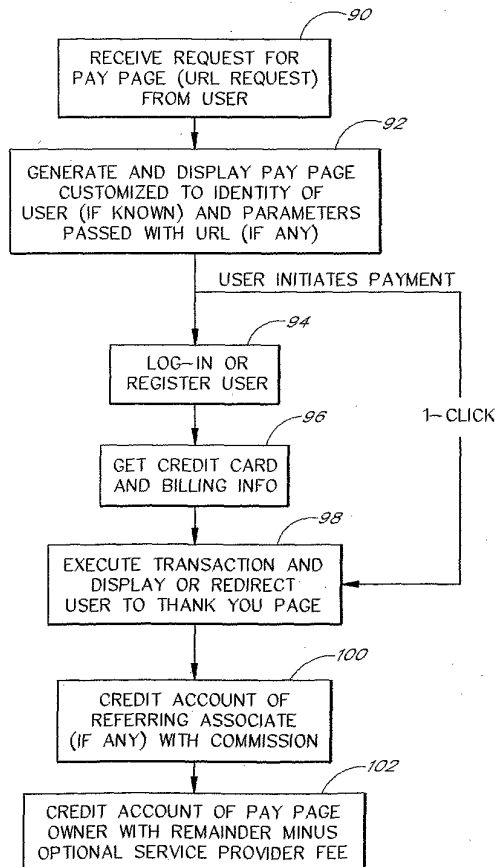 90
RECEIVE REQUEST FOR
PAY PAGE (URL REQUEST)
FROM USER
92
GENERATE AND DISPLAY PAY PAGE
CUSTOMIZED TO IDENTITY OF
USER (IF KNOWN) AND PARAMETERS
PASSED WITH URL (IF ANY)
USER INITIATES PAYMENT
94
LOG-IN OR
REGISTER USER
1-CLICK
96
GET CREDIT CARD
AND BILLING INFO
98
EXECUTE TRANSACTION AND
DISPLAY OR REDIRECT
USER TO THANK YOU PAGE
100
CREDIT ACCOUNT OF
REFERRING ASSOCIATE
(IF ANY) WITH COMMISSION
102
CREDIT ACCOUNT OF PAY PAGE
OWNER WITH REMAINDER MINUS
OPTIONAL SERVICE PROVIDER FEE